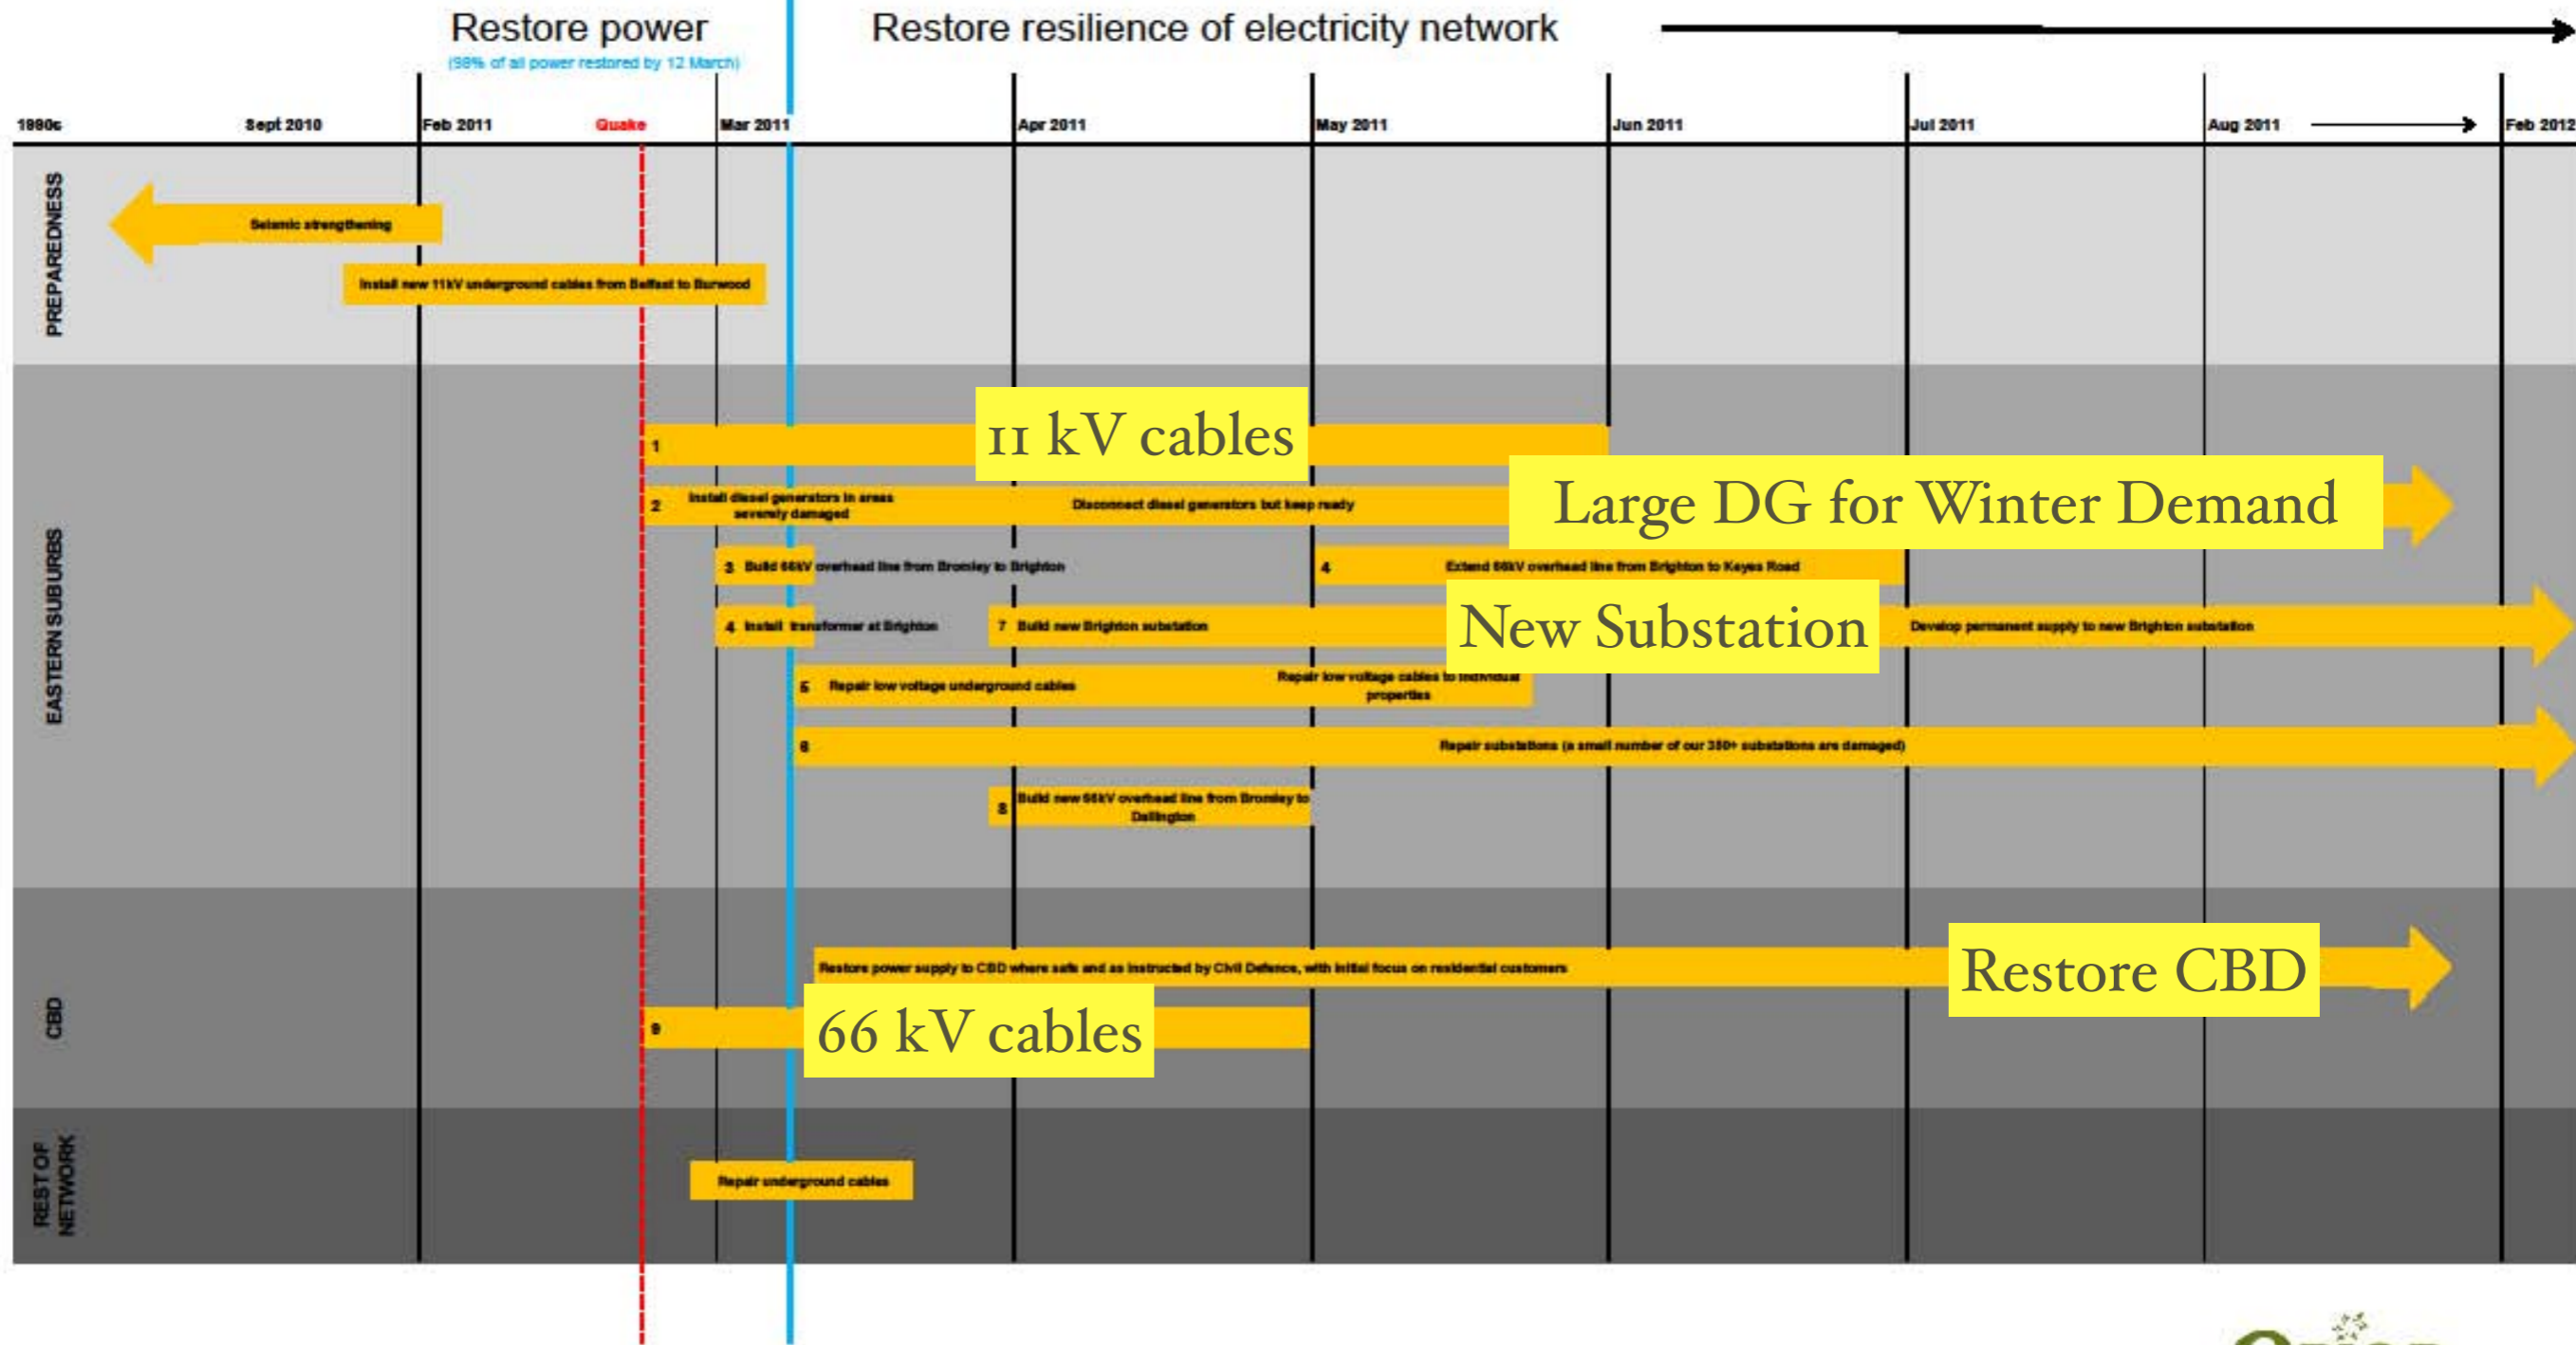 Restore power
Restore resilience of electricity network
(98% of all power restored by 12 March)
1990s
Sept 2010
Feb 2011
Quake
Mar 2011
Apr 2011
May 2011
Jun 2011
Jul 2011
Aug 2011
Feb 2012
PREPAREDNESS
Seismic strengthening
Install new 11kV underground cables from Belfast to Burwood
EASTERN SUBURBS
1
11 kV cables
2
Install diesel generators in areas
severely damaged
Disconnect diesel generators but keep ready
Large DG for Winter Demand
3 Build 66kV overhead line from Bromley to Brighton
4 Extend 66kV overhead line from Brighton to Keyes Road
4 Install transformer at Brighton
7 Build new Brighton substation
New Substation
Develop permanent supply to new Brighton substation
5 Repair low voltage underground cables
Repair low voltage cables to individual
properties
6 Repair substations (a small number of our 350+ substations are damaged)
8 Build new 66kV overhead line from Bromley to
Dallington
CBD
Restore power supply to CBD where safe and as instructed by Civil Defence, with initial focus on residential customers
Restore CBD
9
66 kV cables
REST OF
NETWORK
Repair underground cables